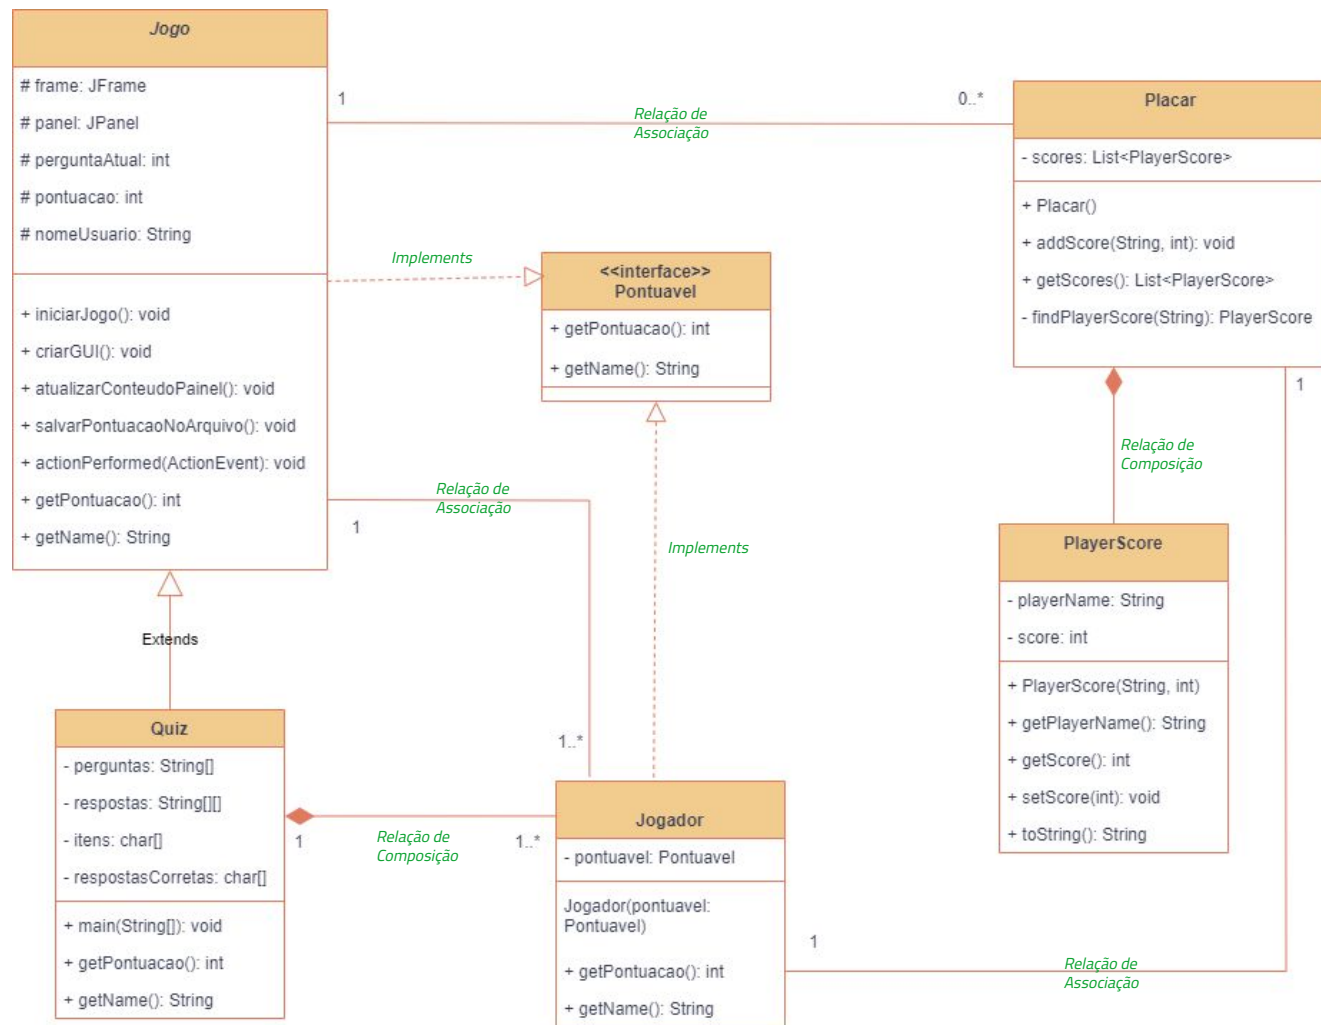 Jogo
# frame: JFrame
# panel: JPanel
# perguntaAtual: int
# pontuacao: int
# nomeUsuario: String
+ iniciarJogo(): void
+ criarGUI(): void
+ atualizarConteudoPainel(): void
+ salvarPontuacaoNoArquivo(): void
+ actionPerformed(ActionEvent): void
+ getPontuacao(): int
+ getName(): String
1
Relação de
Associação
0..*
Placar
- scores: List<PlayerScore>
+ Placar()
+ addScore(String, int): void
+ getScores(): List<PlayerScore>
- findPlayerScore(String): PlayerScore
Implements
<<interface>>
Pontuavel
+ getPontuacao(): int
+ getName(): String
1
Relação de
Composição
1
Relação de
Associação
Implements
PlayerScore
- playerName: String
- score: int
+ PlayerScore(String, int)
+ getPlayerName(): String
+ getScore(): int
+ setScore(int): void
+ toString(): String
Extends
1..*
Quiz
- perguntas: String[]
- respostas: String[][]
- itens: char[]
- respostasCorretas: char[]
+ main(String[]): void
+ getPontuacao(): int
+ getName(): String
1
Relação de
Composição
1..*
Jogador
- pontuavel: Pontuavel
Jogador(pontuavel:
Pontuavel)
+ getPontuacao(): int
+ getName(): String
1
Relação de
Associação